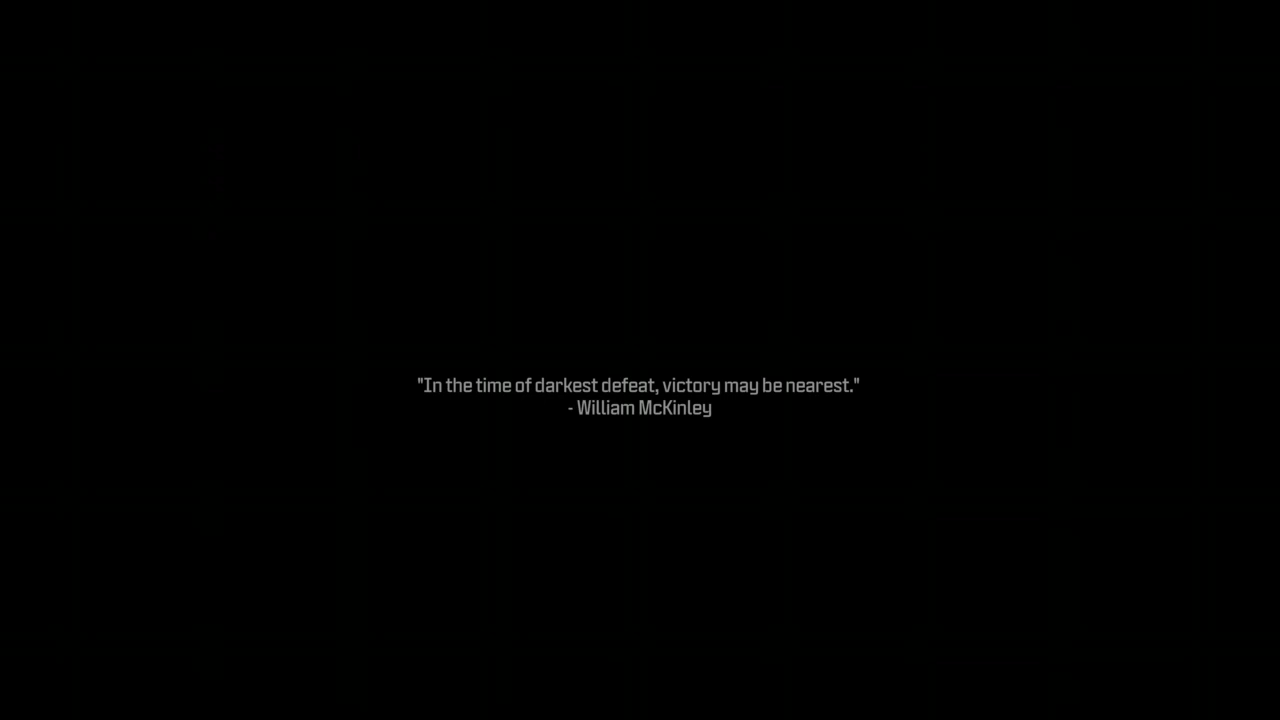 "In the time of darkest defeat, victory may be nearest."
- William McKinley